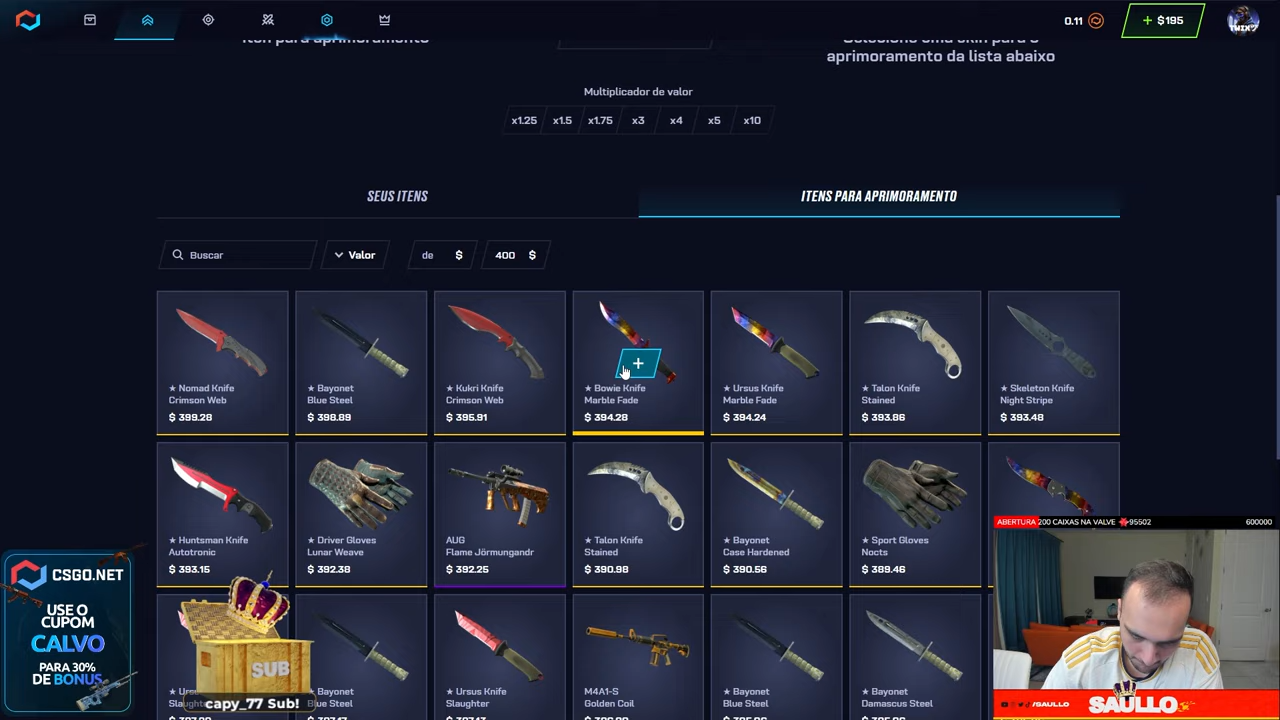 0.11
+ $195
TWIX7
Item para aprimoramento
Selecione uma skin para o
aprimoramento da lista abaixo
Multiplicador de valor
x1.25 x1.5 x1.75 x3 x4 x5 x10
SEUS ITENS
ITENS PARA APRIMORAMENTO
Buscar
Valor
de $
400 $
★ Nomad Knife
Crimson Web
$ 399.28
★ Bayonet
Blue Steel
$ 398.89
★ Kukri Knife
Crimson Web
$ 395.91
+
★ Bowie Knife
Marble Fade
$ 394.28
★ Ursus Knife
Marble Fade
$ 394.24
★ Talon Knife
Stained
$ 393.86
★ Skeleton Knife
Night Stripe
$ 393.48
★ Huntsman Knife
Autotronic
$ 393.15
★ Driver Gloves
Lunar Weave
$ 392.38
AUG
Flame Jörmungandr
$ 392.25
★ Talon Knife
Stained
$ 390.98
★ Bayonet
Case Hardened
$ 390.56
★ Sport Gloves
Nocts
$ 389.46
★ Bayonet
Blue Steel
★ Ursus Knife
Slaughter
M4A1-S
Golden Coil
★ Bayonet
Blue Steel
★ Bayonet
Damascus Steel
CSGO.NET
USE O
CUPOM
CALVO
PARA 30%
DE BONUS
SUB
capy_77 Sub!
ABERTURA 200 CAIXAS NA VALVE 95502 600000
/SAULLO
SAULLO